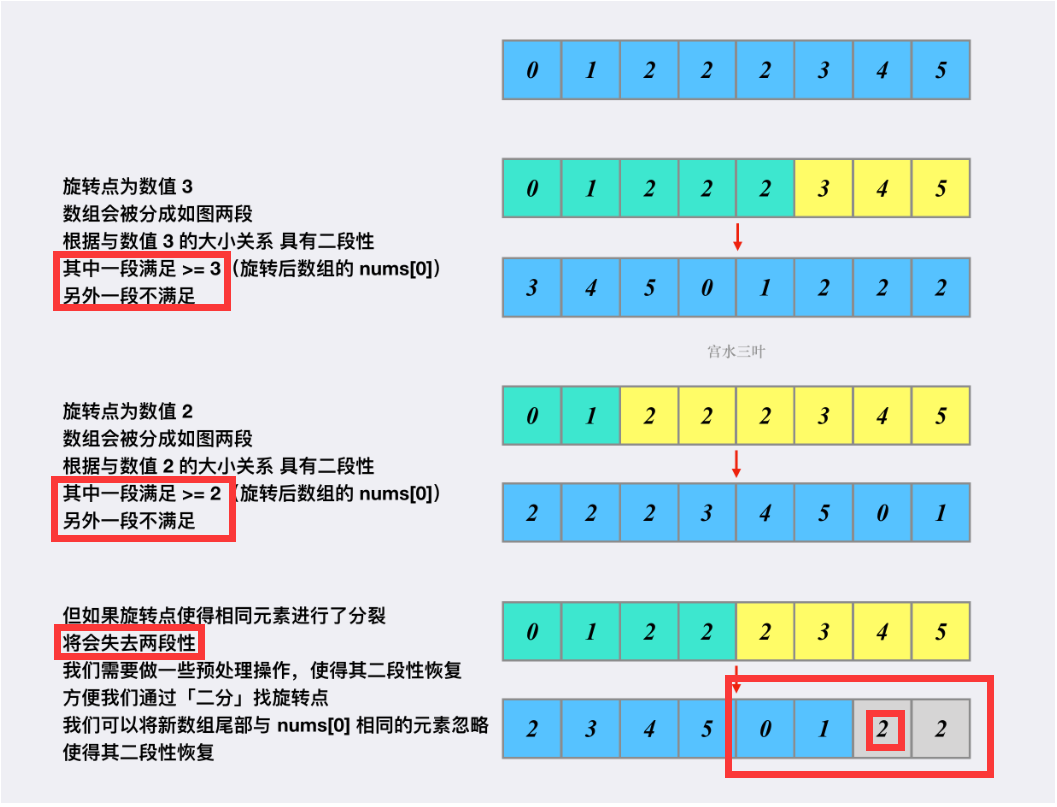 0 1 2 2 2 3 4 5
旋转点为数值 3
数组会被分成如图两段
根据与数值 3 的大小关系 具有二段性
其中一段满足 >= 3（旋转后数组的 nums[0]）
另外一段不满足
0 1 2 2 2 3 4 5
3 4 5 0 1 2 2 2
宫水三叶
旋转点为数值 2
数组会被分成如图两段
根据与数值 2 的大小关系 具有二段性
其中一段满足 >= 2（旋转后数组的 nums[0]）
另外一段不满足
0 1 2 2 2 3 4 5
2 2 2 3 4 5 0 1
但如果旋转点使得相同元素进行了分裂
将会失去两段性
我们需要做一些预处理操作，使得其二段性恢复
方便我们通过「二分」找旋转点
我们可以将新数组尾部与 nums[0] 相同的元素忽略
使得其二段性恢复
0 1 2 2 2 3 4 5
2 3 4 5 0 1 2 2